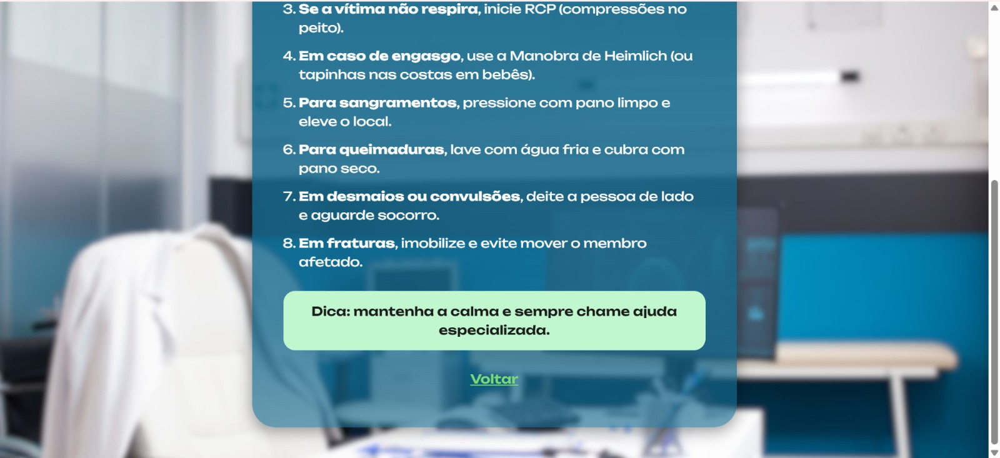 3. Se a vítima não respira, inicie RCP (compressões no
peito).
4. Em caso de engasgo, use a Manobra de Heimlich (ou
tapinhas nas costas em bebês).
5. Para sangramentos, pressione com pano limpo e
eleve o local.
6. Para queimaduras, lave com água fria e cubra com
pano seco.
7. Em desmaios ou convulsões, deite a pessoa de lado
e aguarde socorro.
8. Em fraturas, imobilize e evite mover o membro
afetado.
Dica: mantenha a calma e sempre chame ajuda
especializada.
Voltar